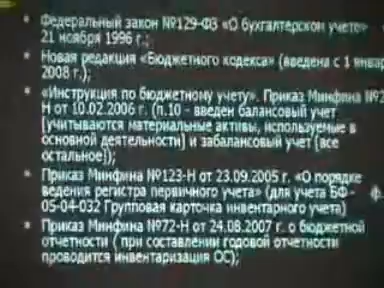 Федеральный закон №129-ФЗ «О бухгалтерском учете»
21 ноября 1996 г.;
Новая редакция «Бюджетного кодекса» (введена с 1 январ
2008 г.);
«Инструкция по бюджетному учету». Приказ Минфина №2
Н от 10.02.2006 г. (п.10 - введен балансовый учет
[учитываются материальные активы, используемые в
основной деятельности] и забалансовый учет [все
остальное]);
Приказ Минфина №123-Н от 23.09.2005 г. «О порядке
ведения регистра первичного учета» (для учета БФ - ф.
05-04-032 Групповая карточка инвентарного учета)
Приказ Минфина №72-Н от 24.08.2007 г. о бюджетной
отчетности ( при составлении годовой отчетности
проводится инвентаризация ОС);